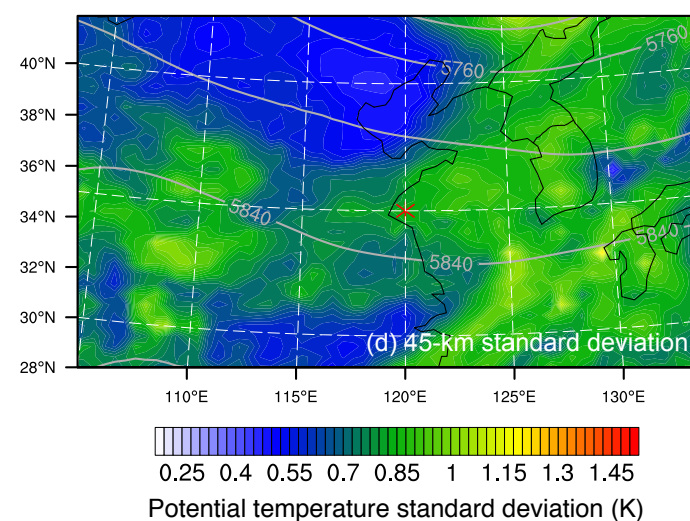 40°N
38°N
36°N
34°N
32°N
30°N
28°N
5760
5760
5840
5840
5840
(d) 45-km standard deviation
110°E 115°E 120°E 125°E 130°E
0.25 0.4 0.55 0.7 0.85 1 1.15 1.3 1.45
Potential temperature standard deviation (K)